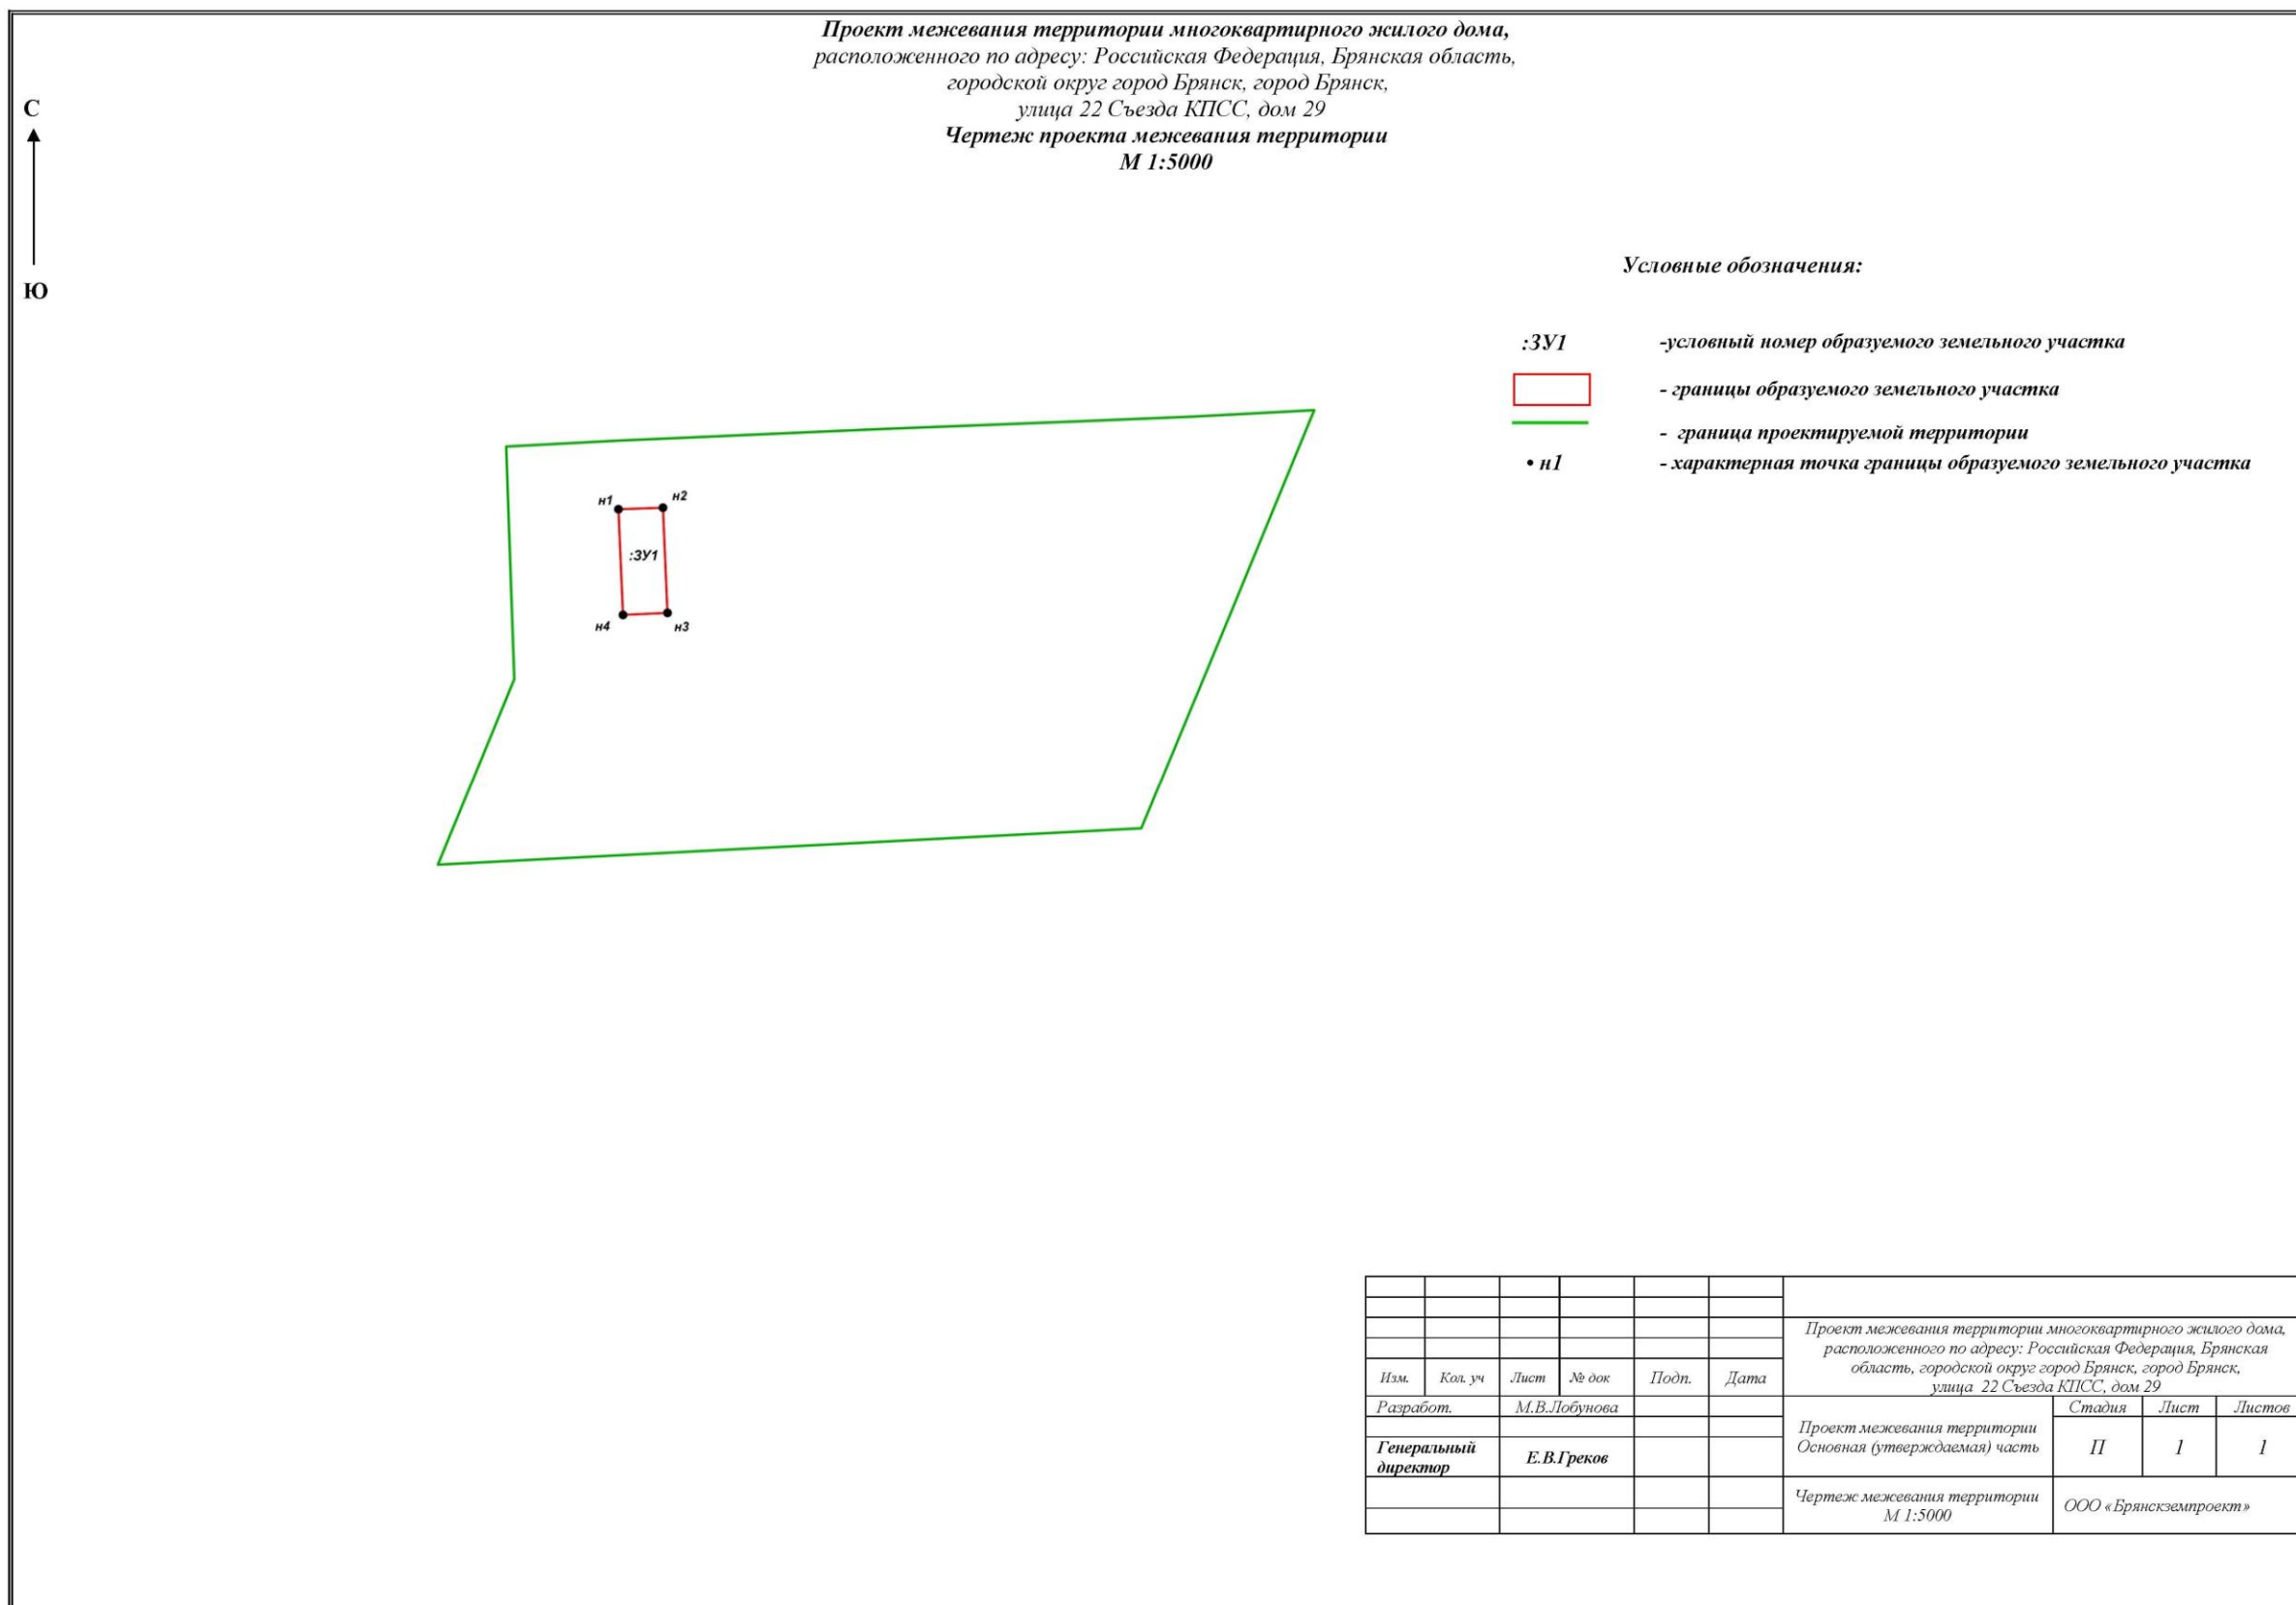 Проект межевания территории многоквартирного жилого дома,
расположенного по адресу: Российская Федерация, Брянская область,
городской округ город Брянск, город Брянск,
улица 22 Съезда КПСС, дом 29
Чертеж проекта межевания территории
М 1:5000
С
Ю
Условные обозначения:
:ЗУ1 -условный номер образуемого земельного участка
- границы образуемого земельного участка
- граница проектируемой территории
• н1 - характерная точка границы образуемого земельного участка
н1 н2
:ЗУ1
н4 н3
Проект межевания территории многоквартирного жилого дома,
расположенного по адресу: Российская Федерация, Брянская
область, городской округ город Брянск, город Брянск,
улица 22 Съезда КПСС, дом 29
Изм. Кол. уч Лист № док Подп. Дата
Разработ. М.В.Лобунова
Генеральный
директор
Е.В.Греков
Проект межевания территории
Основная (утверждаемая) часть
Стадия Лист Листов
П 1 1
Чертеж межевания территории
М 1:5000
ООО «Брянскземпроект»